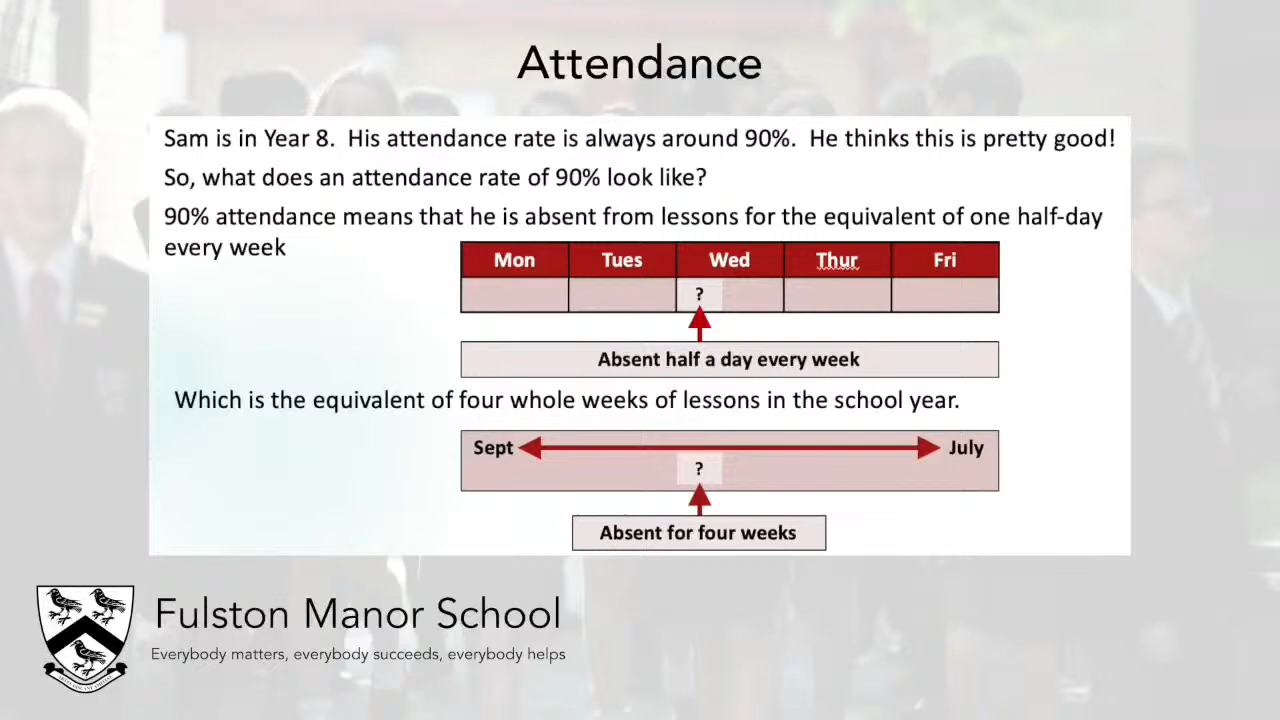 Attendance
Sam is in Year 8. His attendance rate is always around 90%. He thinks this is pretty good!
So, what does an attendance rate of 90% look like?
90% attendance means that he is absent from lessons for the equivalent of one half-day
every week
Mon Tues Wed Thur Fri
?
Absent half a day every week
Which is the equivalent of four whole weeks of lessons in the school year.
Sept July
?
Absent for four weeks
Fulston Manor School
Everybody matters, everybody succeeds, everybody helps